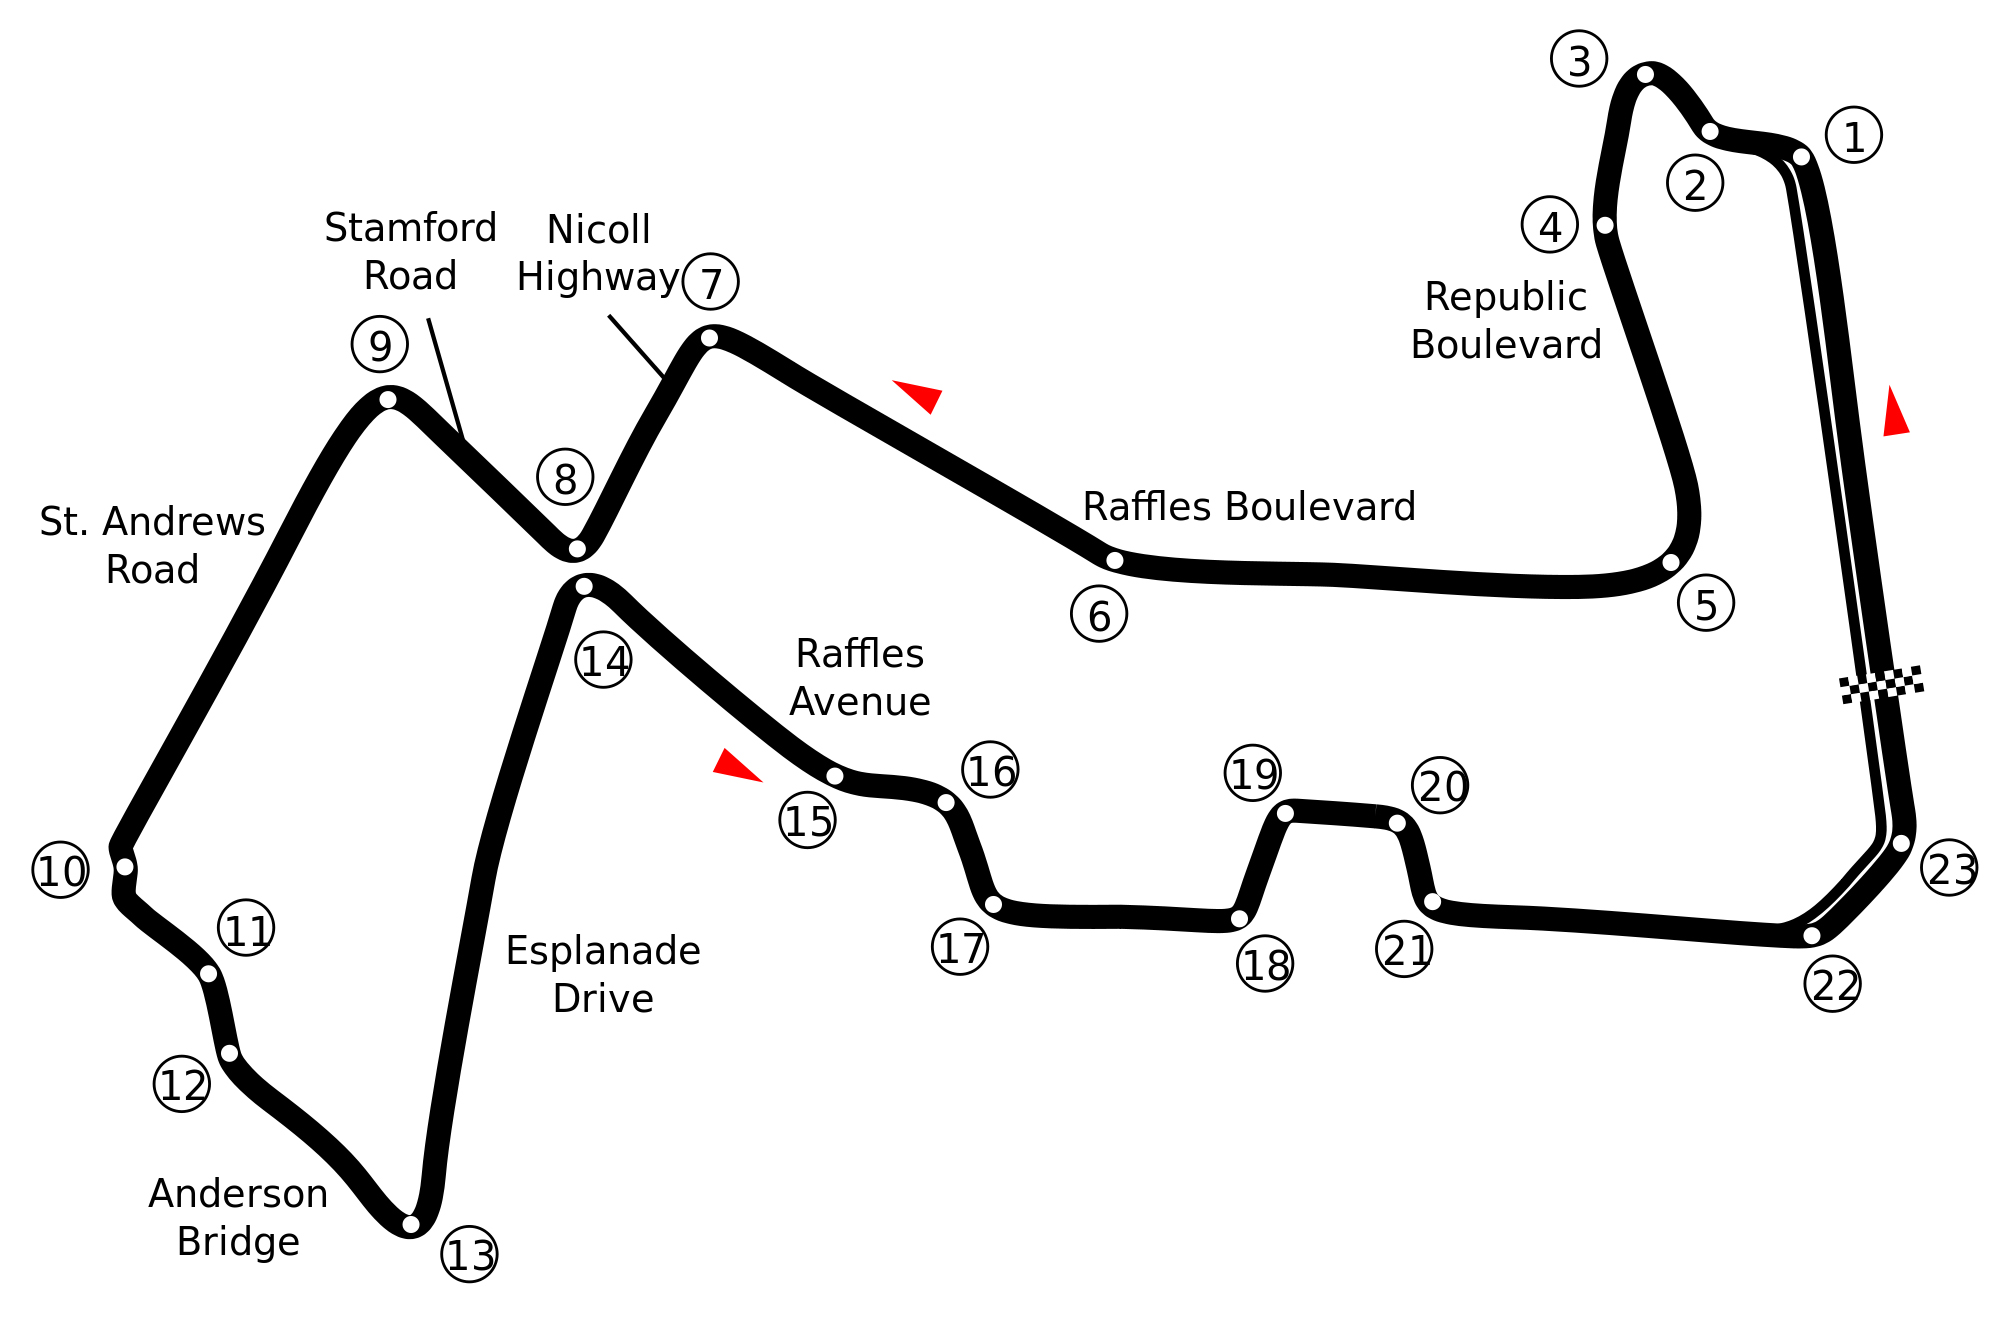 3
1
2
4
Stamford
Road
Nicoll
Highway
7
Republic
Boulevard
9
8
Raffles Boulevard
St. Andrews
Road
6
5
14
Raffles
Avenue
16
19
20
15
10
23
11
17
18
21
22
Esplanade
Drive
12
Anderson
Bridge
13